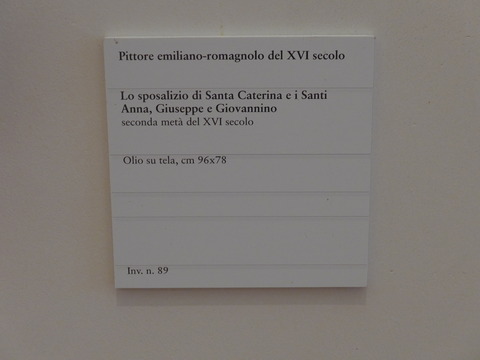 Pittore emiliano-romagnolo del XVI secolo
Lo sposalizio di Santa Caterina e i Santi
Anna, Giuseppe e Giovannino
seconda metà del XVI secolo
Olio su tela, cm 96x78
Inv. n. 89